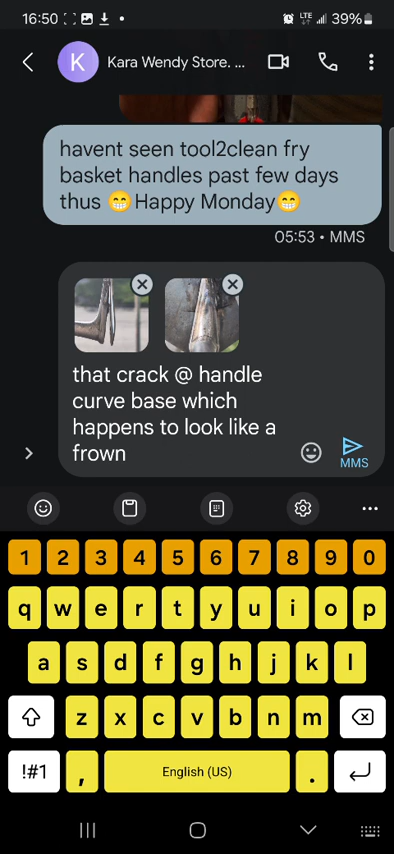 16:50 LTE 39%
K Kara Wendy Store. ...
havent seen tool2clean fry
basket handles past few days
thus 😁Happy Monday😁
05:53 • MMS
that crack @ handle
curve base which
happens to look like a
frown
MMS
1 2 3 4 5 6 7 8 9 0
q w e r t y u i o p
a s d f g h j k l
z x c v b n m
!#1 , English (US) .